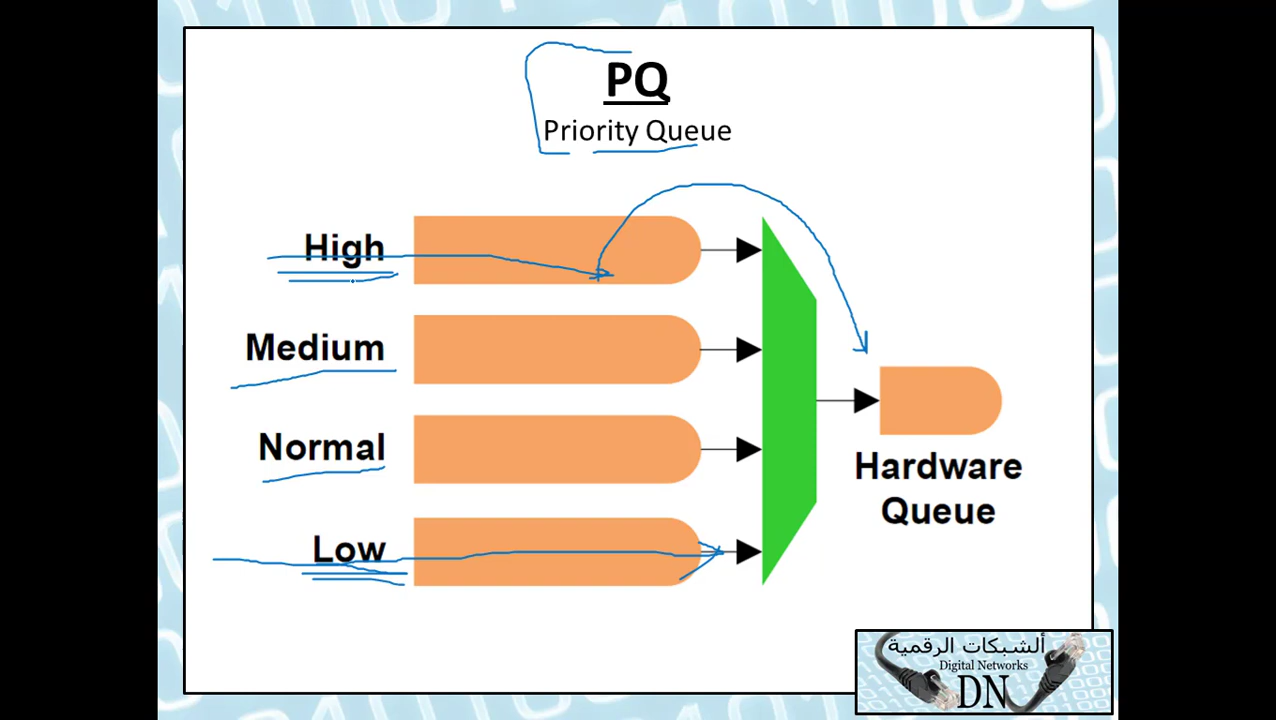 PQ
Priority Queue
High
Medium
Normal
Low
Hardware
Queue
ألشبكات الرقمية
Digital Networks
DN